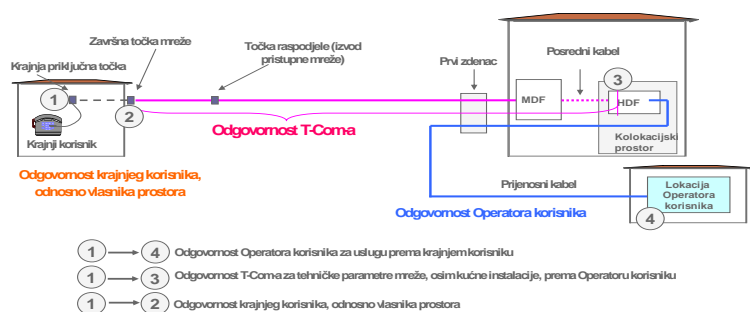 Završna točka mreže
Točka raspodjele (izvod
pristupne mreže)
Krajnja priključna točka
Prvi zdenac
Posredni kabel
1
2
3
MDF
HDF
Kolokacijski
prostor
Krajnji korisnik
Odgovornost T-Com-a
Odgovornost krajnjeg korisnika,
odnosno vlasnika prostora
Prijenosni kabel
Odgovornost Operatora korisnika
Lokacija
Operatora
korisnika
4
1 4 Odgovornost Operatora korisnika za uslugu prema krajnjem korisniku
1 3 Odgovornost T-Com-a za tehničke parametre mreže, osim kućne instalacije, prema Operatoru korisniku
1 2 Odgovornost krajnjeg korisnika, odnosno vlasnika prostora